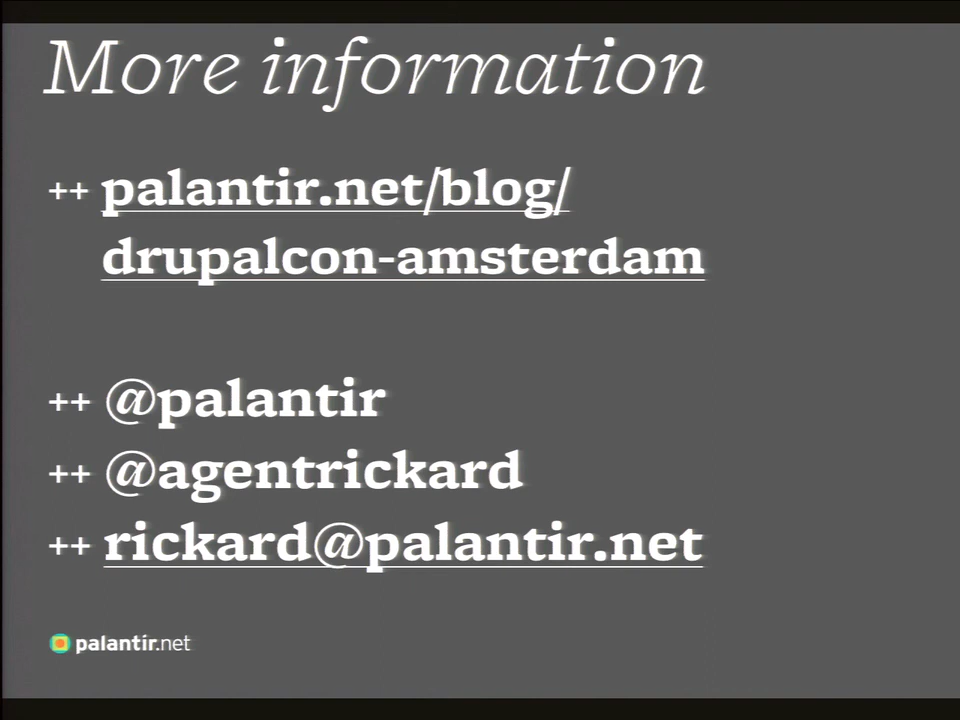 More information
++ palantir.net/blog/
drupalcon-amsterdam
++ @palantir
++ @agentrickard
++ rickard@palantir.net
palantir.net